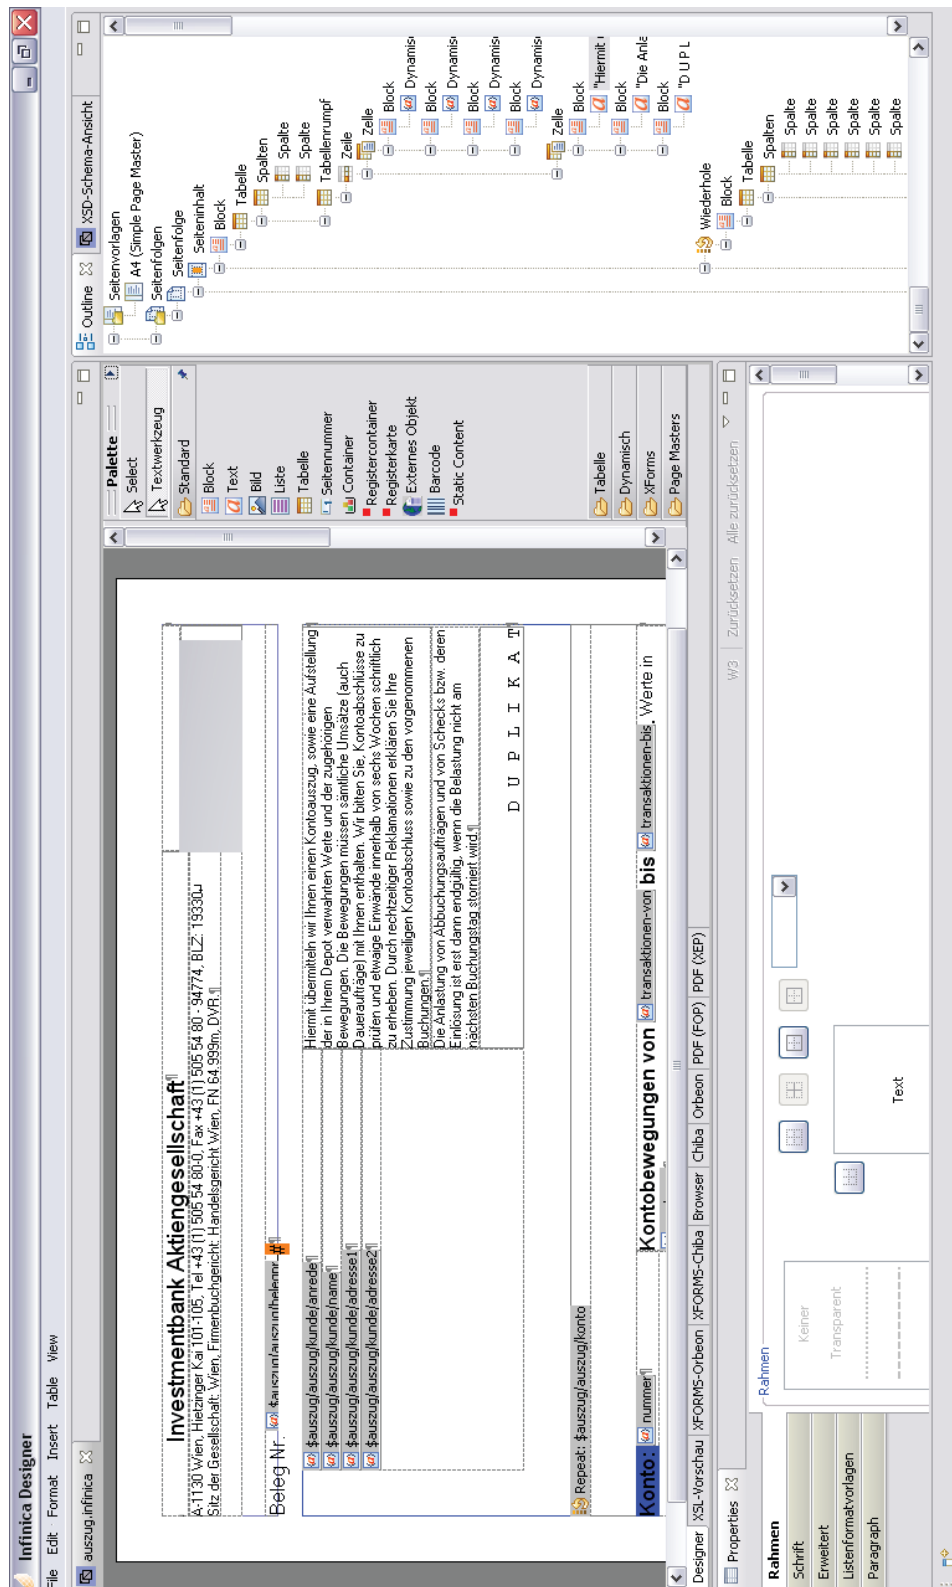 Infinica Designer
File Edit Format Insert Table View
auszug.infinica
Investmentbank Aktiengesellschaft¶
A-1130 Wien, Hietzinger Kai 101-105, Tel +43 (1) 505 54 80-0, Fax +43 (1) 505 54 80 - 94774, BLZ: 19330
Sitz der Gesellschaft: Wien, Firmenbuchgericht: Handelsgericht Wien, FN 64.999m, DVR.¶
Beleg Nr. $auszug/auszug/belegnr #¶
$auszug/auszug/kunde/anrede¶
$auszug/auszug/kunde/name¶
$auszug/auszug/kunde/adresse1¶
$auszug/auszug/kunde/adresse2¶
Hiermit übermitteln wir Ihnen einen Kontoauszug, sowie eine Aufstellung
der in Ihrem Depot verwahrten Werte und der zugehörigen
Bewegungen. Die Bewegungen müssen sämtliche Umsätze (auch
Daueraufträge) mit Ihnen enthalten. Wir bitten Sie, Kontoabschlüsse zu
prüfen und etwaige Einwände innerhalb von sechs Wochen schriftlich
zu erheben. Durch rechtzeitiger Reklamationen erklären Sie Ihre
Zustimmung jeweiligen Kontoabschluss sowie zu den vorgenommenen
Buchungen.¶
Die Anlastung von Abbuchungsaufträgen und von Schecks bzw. deren
Einlösung ist erst dann endgültig, wenn die Belastung nicht am
nächsten Buchungstag storniert wird.¶
D U P L I K A T
Repeat: $auszug/auszug/konto
Konto: nummer¶
Kontobewegungen von transaktionen-von bis transaktionen-bis. Werte in
Designer XSL-Vorschau XFORMS-Orbeon XFORMS-Chiba Browser Chiba Orbeon PDF (FOP) PDF (XEP)
Palette
Select
Textwerkzeug
Standard
Block
Text
Bild
Liste
Tabelle
Seitennummer
Container
Registercontainer
Registerkarte
Externes Objekt
Barcode
Static Content
Tabelle
Dynamisch
XForms
Page Masters
Outline XSD-Schema-Ansicht
Seitenvorlagen
A4 (Simple Page Master)
Seitenfolgen
Seitenfolge
Seiteninhalt
Block
Tabelle
Spalten
Spalte
Spalte
Tabellenrumpf
Zeile
Zelle
Block
Dynamis
Block
Dynamis
Block
Dynamis
Block
Dynamis
Zelle
Block
"Hiermit
Block
"Die Anla
Block
"D U P L
Wiederhole
Block
Tabelle
Spalten
Spalte
Spalte
Spalte
Spalte
Spalte
Spalte
Properties
W3 Zurücksetzen Alle zurücksetzen
Rahmen
Schrift
Erweitert
Listenformatvorlagen
Paragraph
Rahmen
Keiner
Transparent
Text